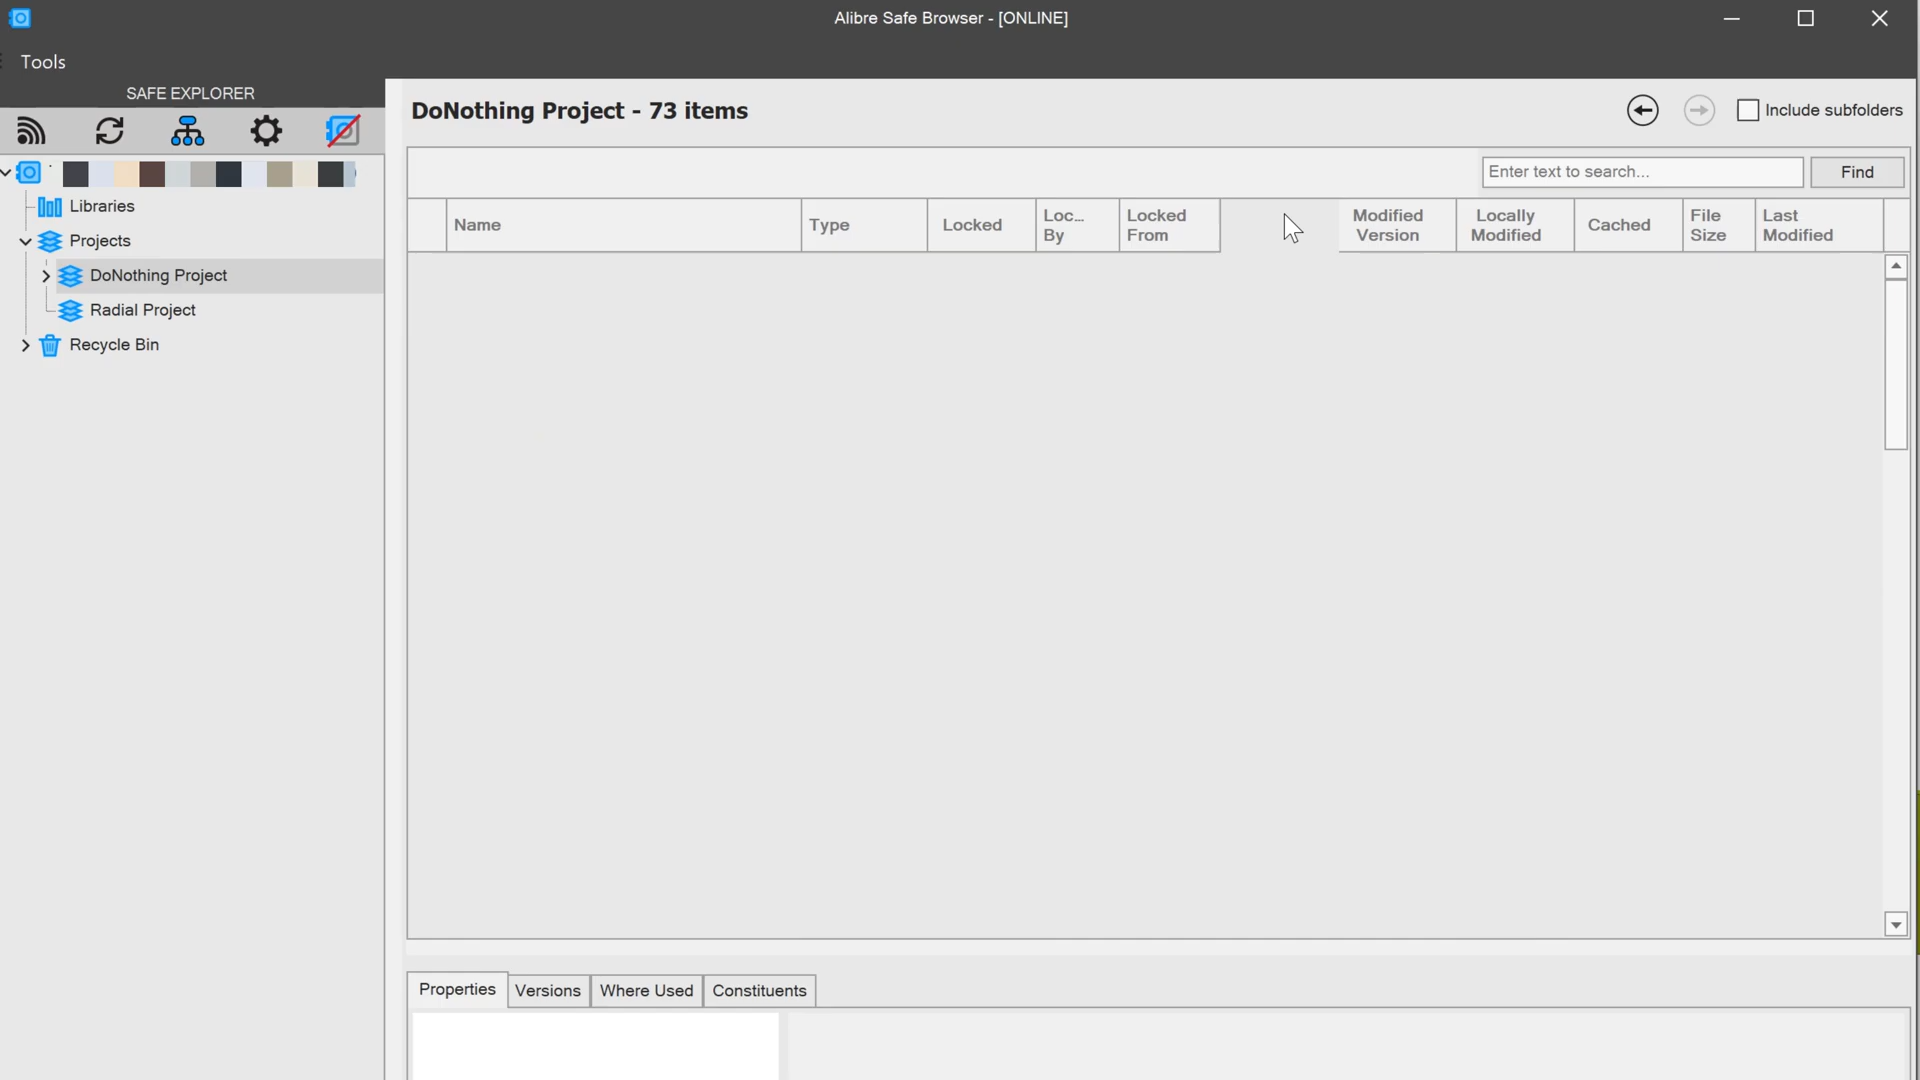 Alibre Safe Browser - [ONLINE]
Tools
SAFE EXPLORER
DoNothing Project - 73 items
Include subfolders
Enter text to search...
Find
Name
Type
Locked
Loc...
By
Locked
From
Modified
Version
Locally
Modified
Cached
File
Size
Last
Modified
Libraries
Projects
DoNothing Project
Radial Project
Recycle Bin
Properties
Versions
Where Used
Constituents